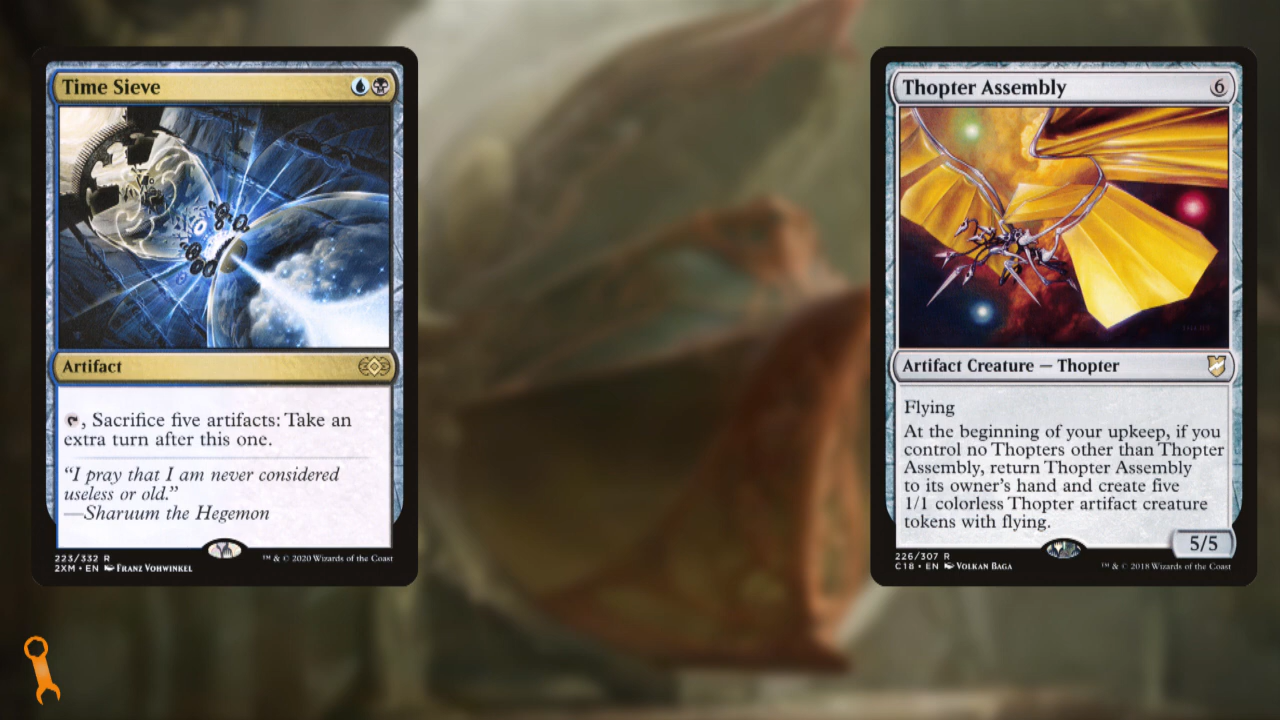 Time Sieve
Artifact
, Sacrifice five artifacts: Take an
extra turn after this one.
“I pray that I am never considered
useless or old.”
—Sharuum the Hegemon
223/332 R
2XM • EN FRANZ VOHWINKEL
™ & © 2020 Wizards of the Coast
Thopter Assembly
6
Artifact Creature — Thopter
Flying
At the beginning of your upkeep, if you
control no Thopters other than Thopter
Assembly, return Thopter Assembly
to its owner's hand and create five
1/1 colorless Thopter artifact creature
tokens with flying.
5/5
226/307 R
C18 • EN VOLKAN BAGA
™ & © 2018 Wizards of the Coast